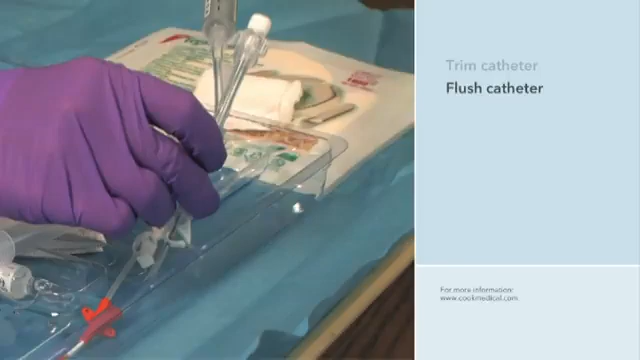 Trim catheter
Flush catheter
For more information:
www.cookmedical.com